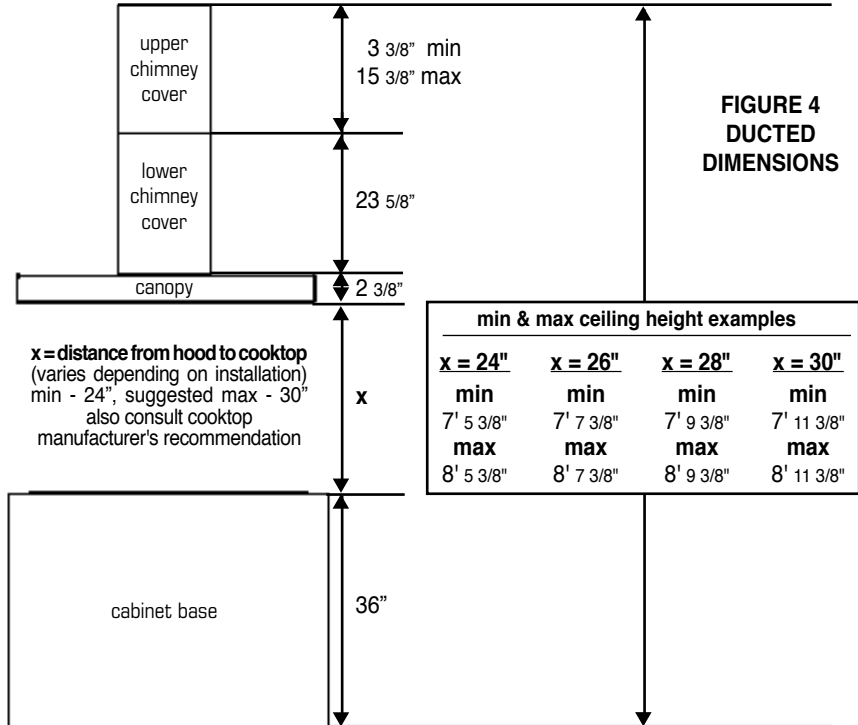 upper
chimney
cover
3 3/8” min
15 3/8” max
FIGURE 4
DUCTED
DIMENSIONS
lower
chimney
cover
23 5/8”
canopy
2 3/8”
x = distance from hood to cooktop
(varies depending on installation)
min - 24”, suggested max - 30”
also consult cooktop
manufacturer's recommendation
x
min & max ceiling height examples
x = 24" x = 26" x = 28" x = 30"
min min min min
7' 5 3/8" 7' 7 3/8" 7' 9 3/8" 7' 11 3/8"
max max max max
8' 5 3/8" 8' 7 3/8" 8' 9 3/8" 8' 11 3/8"
cabinet base
36”